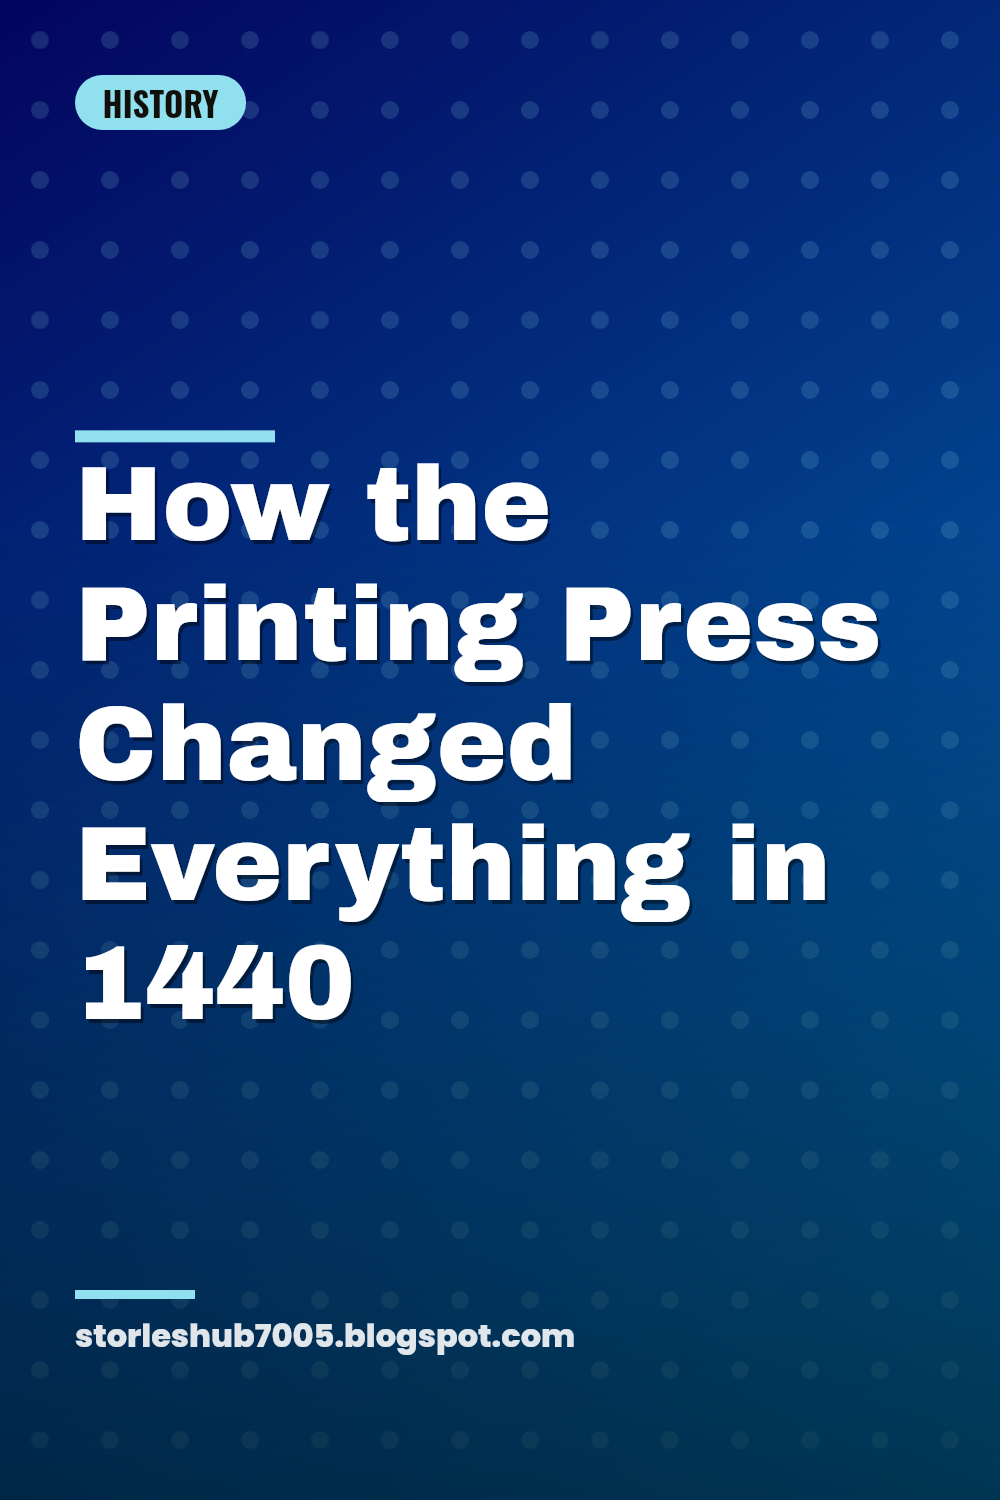 HISTORY
How the
Printing Press
Changed
Everything in
1440
storleshub7005.blogspot.com